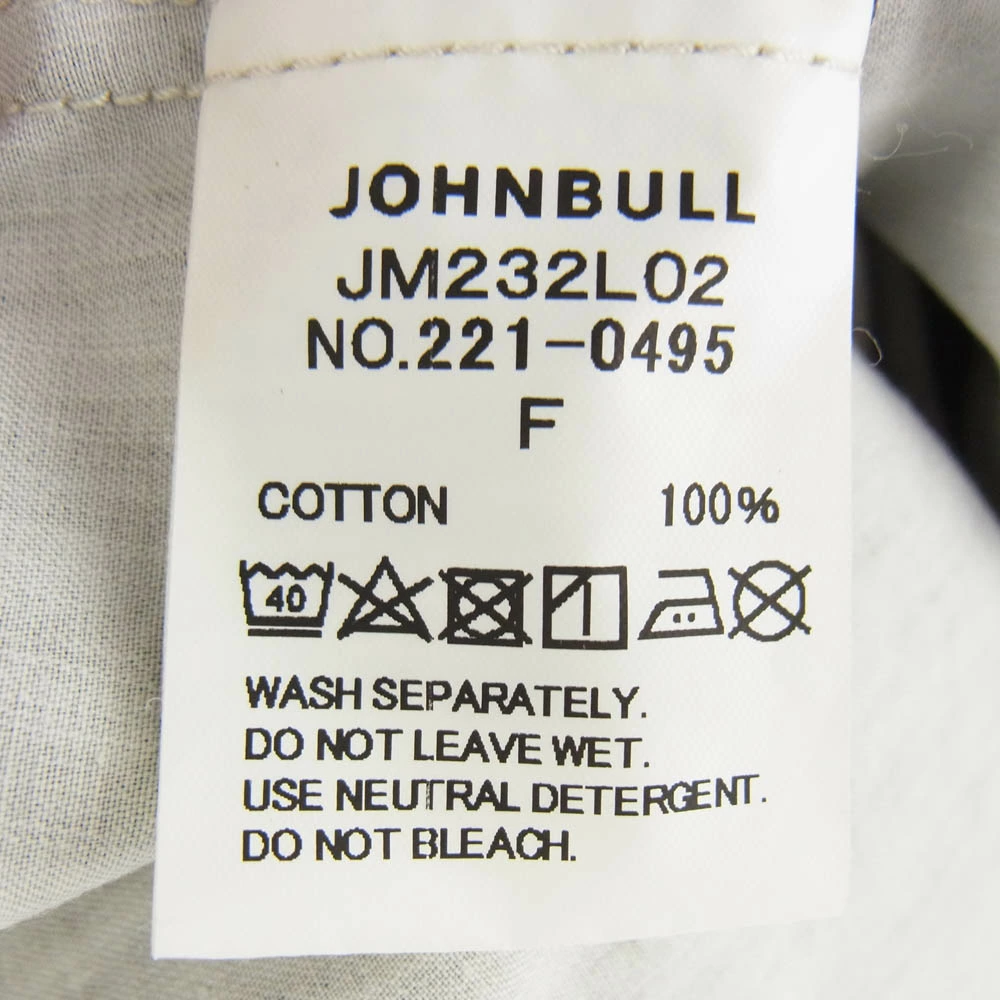 JOHNBULL
JM232L02
NO.221-0495
F
COTTON 100%
40
WASH SEPARATELY.
DO NOT LEAVE WET.
USE NEUTRAL DETERGENT.
DO NOT BLEACH.